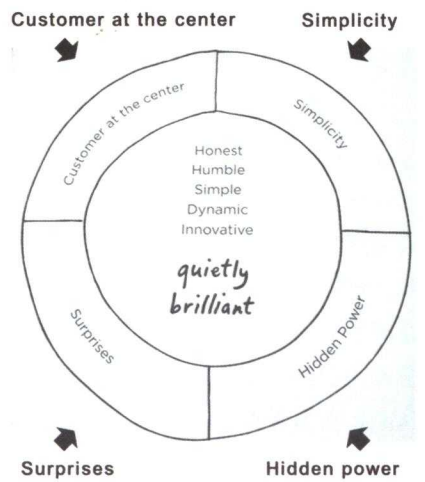 Customer at the center
Simplicity
Customer at the center
Simplicity
Honest
Humble
Simple
Dynamic
Innovative
quietly
brilliant
Surprises
Hidden Power
Surprises
Hidden power